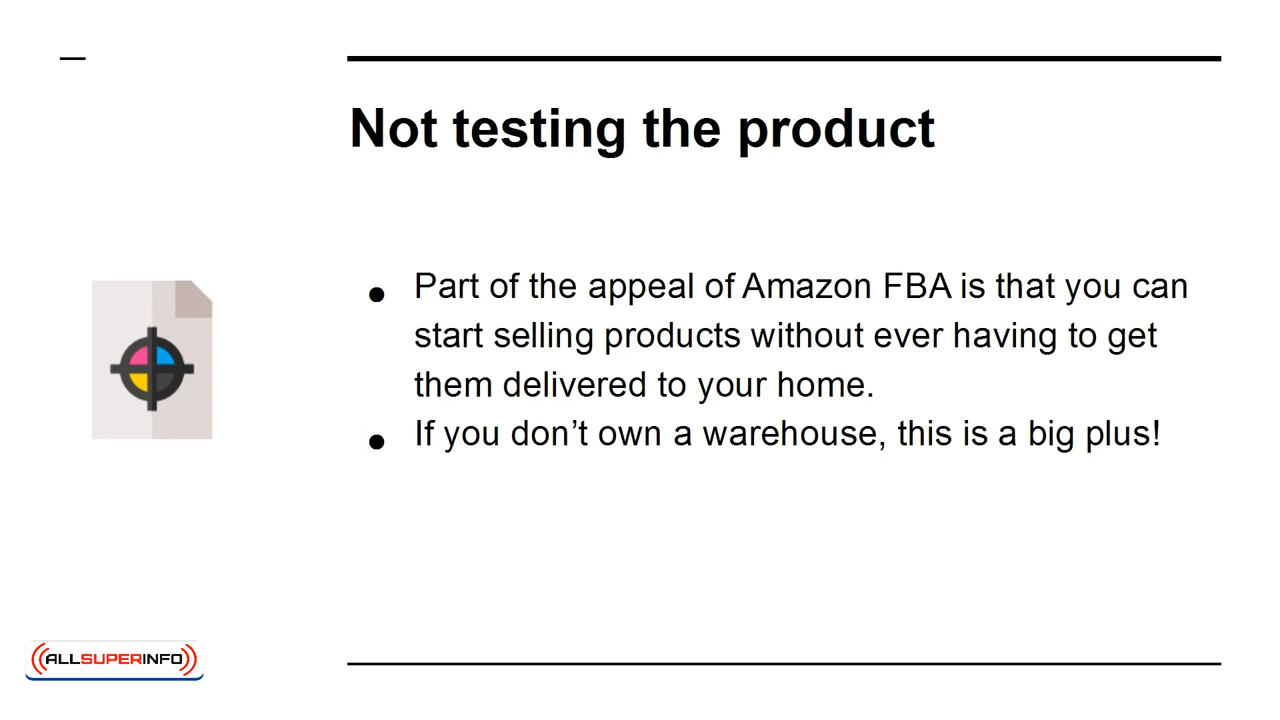 Not testing the product
• Part of the appeal of Amazon FBA is that you can
start selling products without ever having to get
them delivered to your home.
• If you don’t own a warehouse, this is a big plus!
ALLSUPERINFO